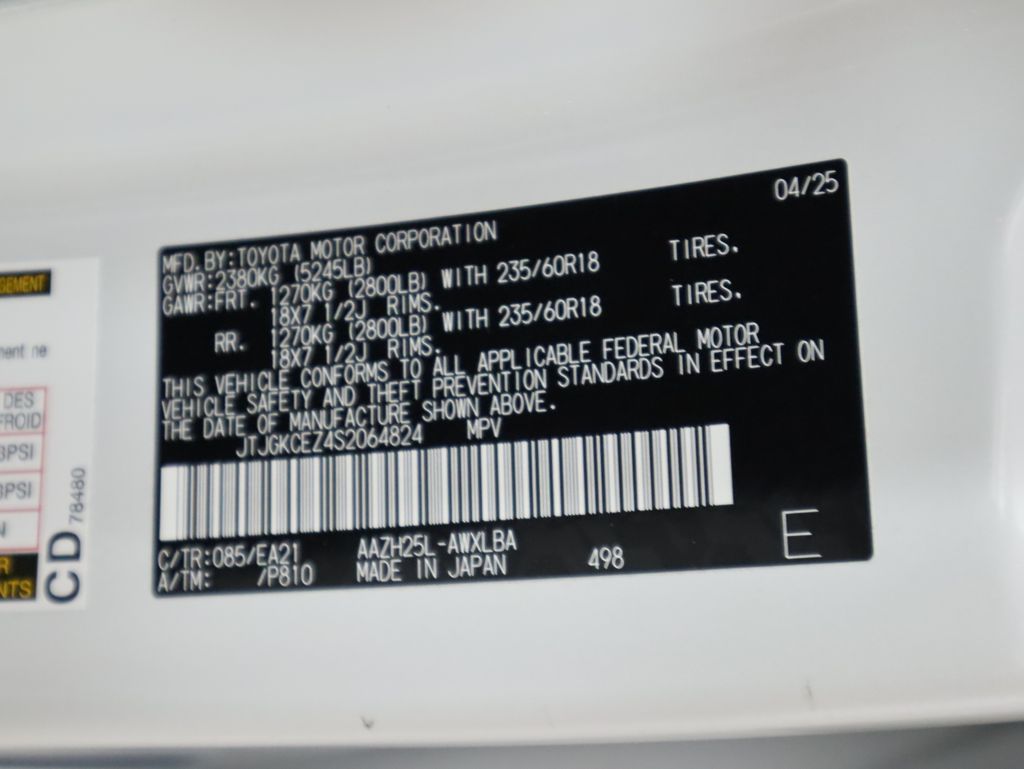 04/25
MFD. BY:TOYOTA MOTOR CORPORATION
GVWR:2380KG (5245LB)
GAWR:FRT. 1270KG (2800LB) WITH 235/60R18 TIRES.
18X7 1/2J RIMS.
RR. 1270KG (2800LB) WITH 235/60R18 TIRES.
18X7 1/2J RIMS.
THIS VEHICLE CONFORMS TO ALL APPLICABLE FEDERAL MOTOR
VEHICLE SAFETY AND THEFT PREVENTION STANDARDS IN EFFECT ON
THE DATE OF MANUFACTURE SHOWN ABOVE.
JTJGKCEZ4S2064824 MPV
C/TR:085/EA21 AAZH25L-AWXLBA
A/TM: /P810 MADE IN JAPAN 498 E
ne
DES
FROID
PSI
PSI
CD 78480